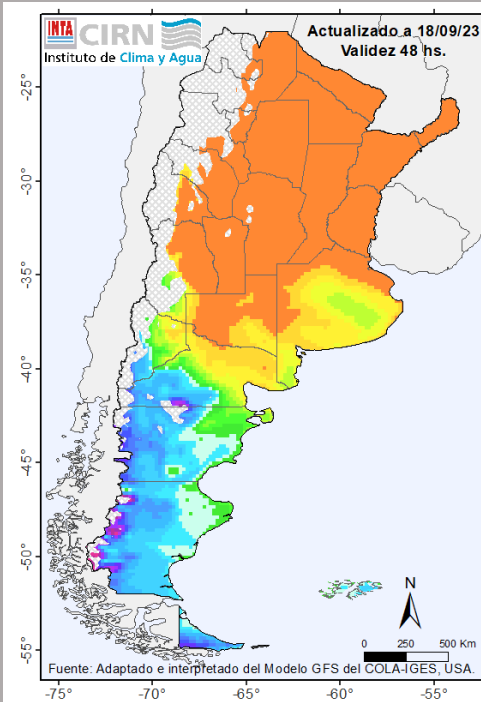 INTA CIRN
Instituto de Clima y Agua
Actualizado a 18/09/23
Validez 48 hs.
-25°
-30°
-35°
-40°
-45°
-50°
-55°
N
0 250 500 Km
Fuente: Adaptado e interpretado del Modelo GFS del COLA-IGES, USA.
-75° -70° -65° -60° -55°